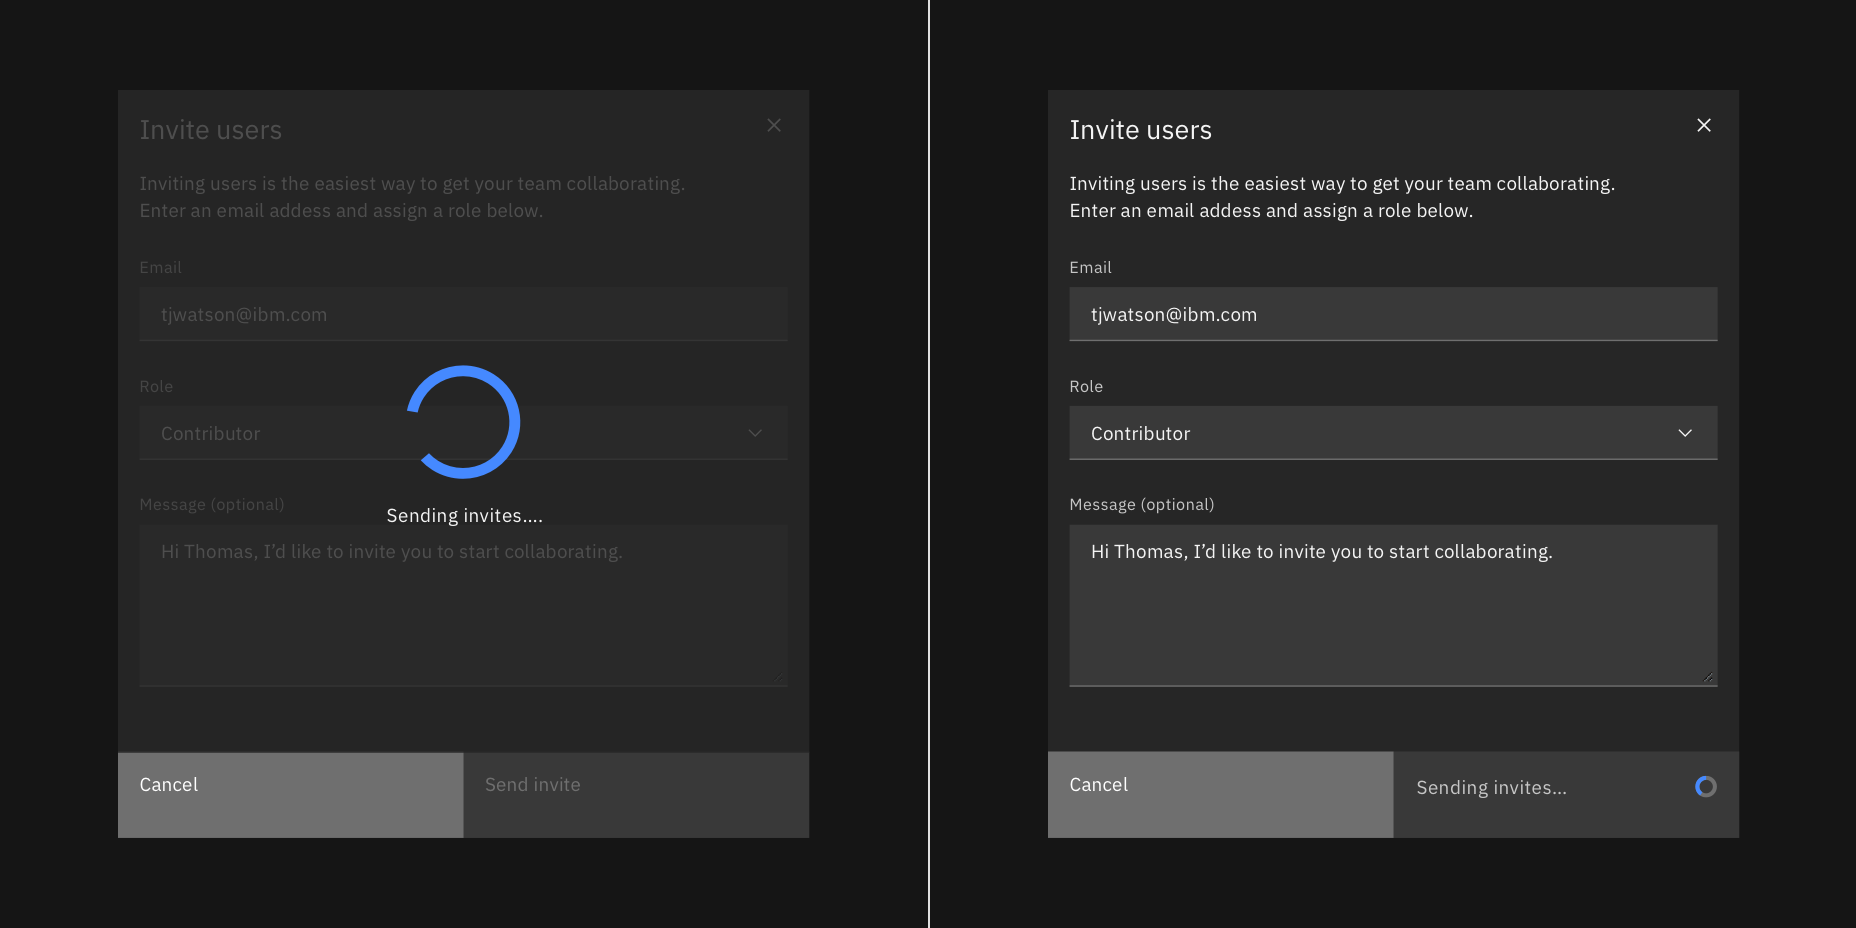 Invite users
Inviting users is the easiest way to get your team collaborating.
Enter an email addess and assign a role below.
Email
tjwatson@ibm.com
Role
Contributor
Message (optional)
Sending invites....
Hi Thomas, I’d like to invite you to start collaborating.
Cancel
Send invite
Invite users
Inviting users is the easiest way to get your team collaborating.
Enter an email addess and assign a role below.
Email
tjwatson@ibm.com
Role
Contributor
Message (optional)
Hi Thomas, I’d like to invite you to start collaborating.
Cancel
Sending invites...